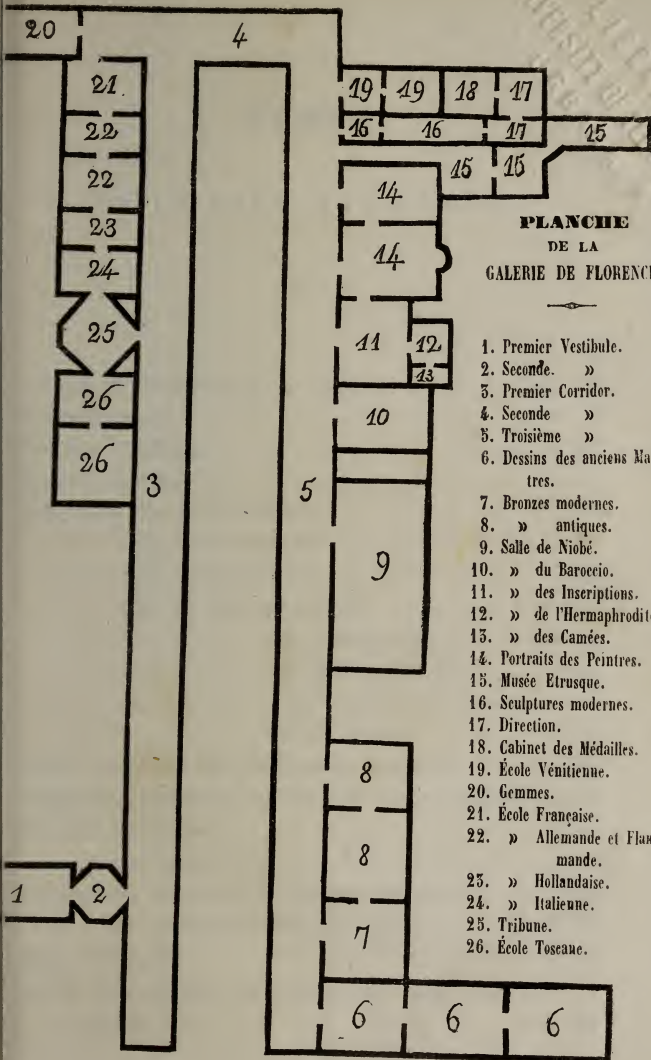 20
4
21
19 19 18 17
16 16 17 15
22
15 15
22
14
23
14
24
25
11
12
13
26
10
26
3
5
9
8
8
1
2
7
6 6 6
PLANCHE
DE LA
GALERIE DE FLORENC
1. Premier Vestibule.
2. Seconde. »
3. Premier Corridor.
4. Seconde »
5. Troisième »
6. Dessins des anciens Ma
tres.
7. Bronzes modernes.
8. » antiques.
9. Salle de Niobé.
10. » du Baroccio.
11. » des Inscriptions.
12. » de l'Hermaphrodit
13. » des Camées.
14. Portraits des Peintres.
15. Musée Etrusque.
16. Sculptures modernes.
17. Direction.
18. Cabinet des Médailles.
19. École Vénitienne.
20. Gemmes.
21. École Française.
22. » Allemande et Flam
mande.
23. » Hollandaise.
24. » Italienne.
25. Tribune.
26. École Toscane.